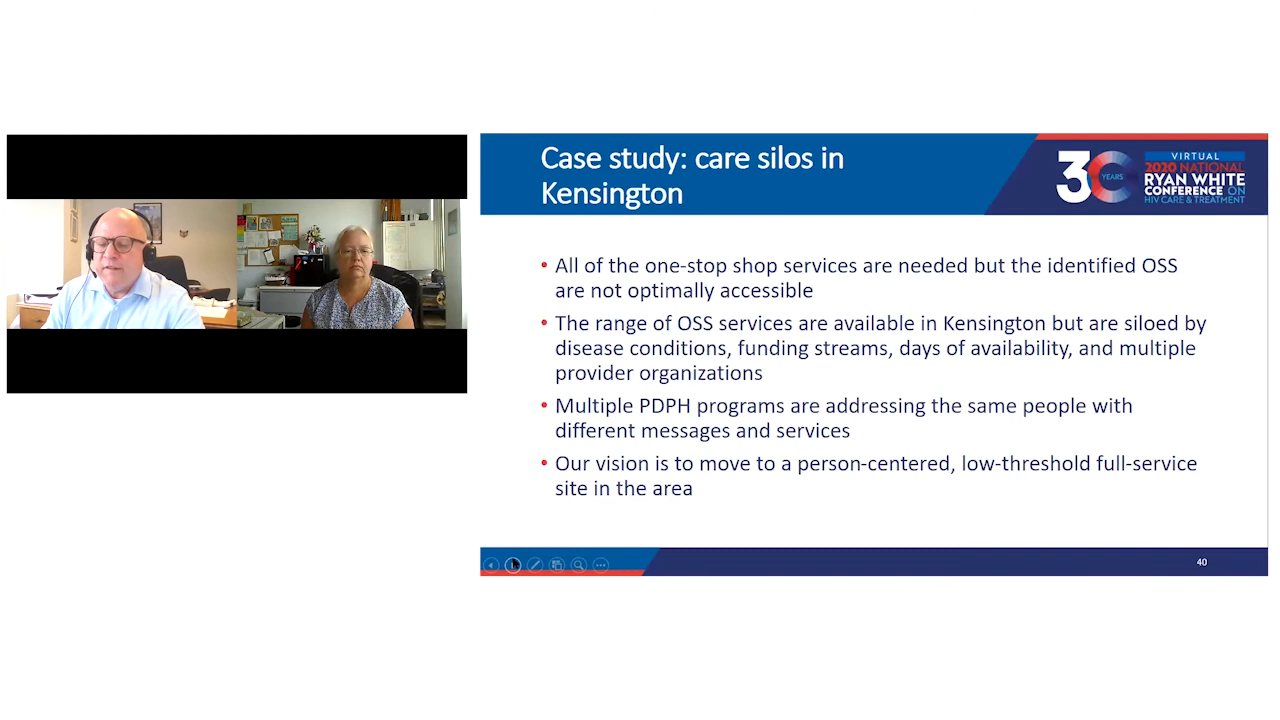 Case study: care silos in
Kensington
30
YEARS
VIRTUAL
2020 NATIONAL
RYAN WHITE
CONFERENCE ON
HIV CARE & TREATMENT
• All of the one-stop shop services are needed but the identified OSS
are not optimally accessible
• The range of OSS services are available in Kensington but are siloed by
disease conditions, funding streams, days of availability, and multiple
provider organizations
• Multiple PDPH programs are addressing the same people with
different messages and services
• Our vision is to move to a person-centered, low-threshold full-service
site in the area
40